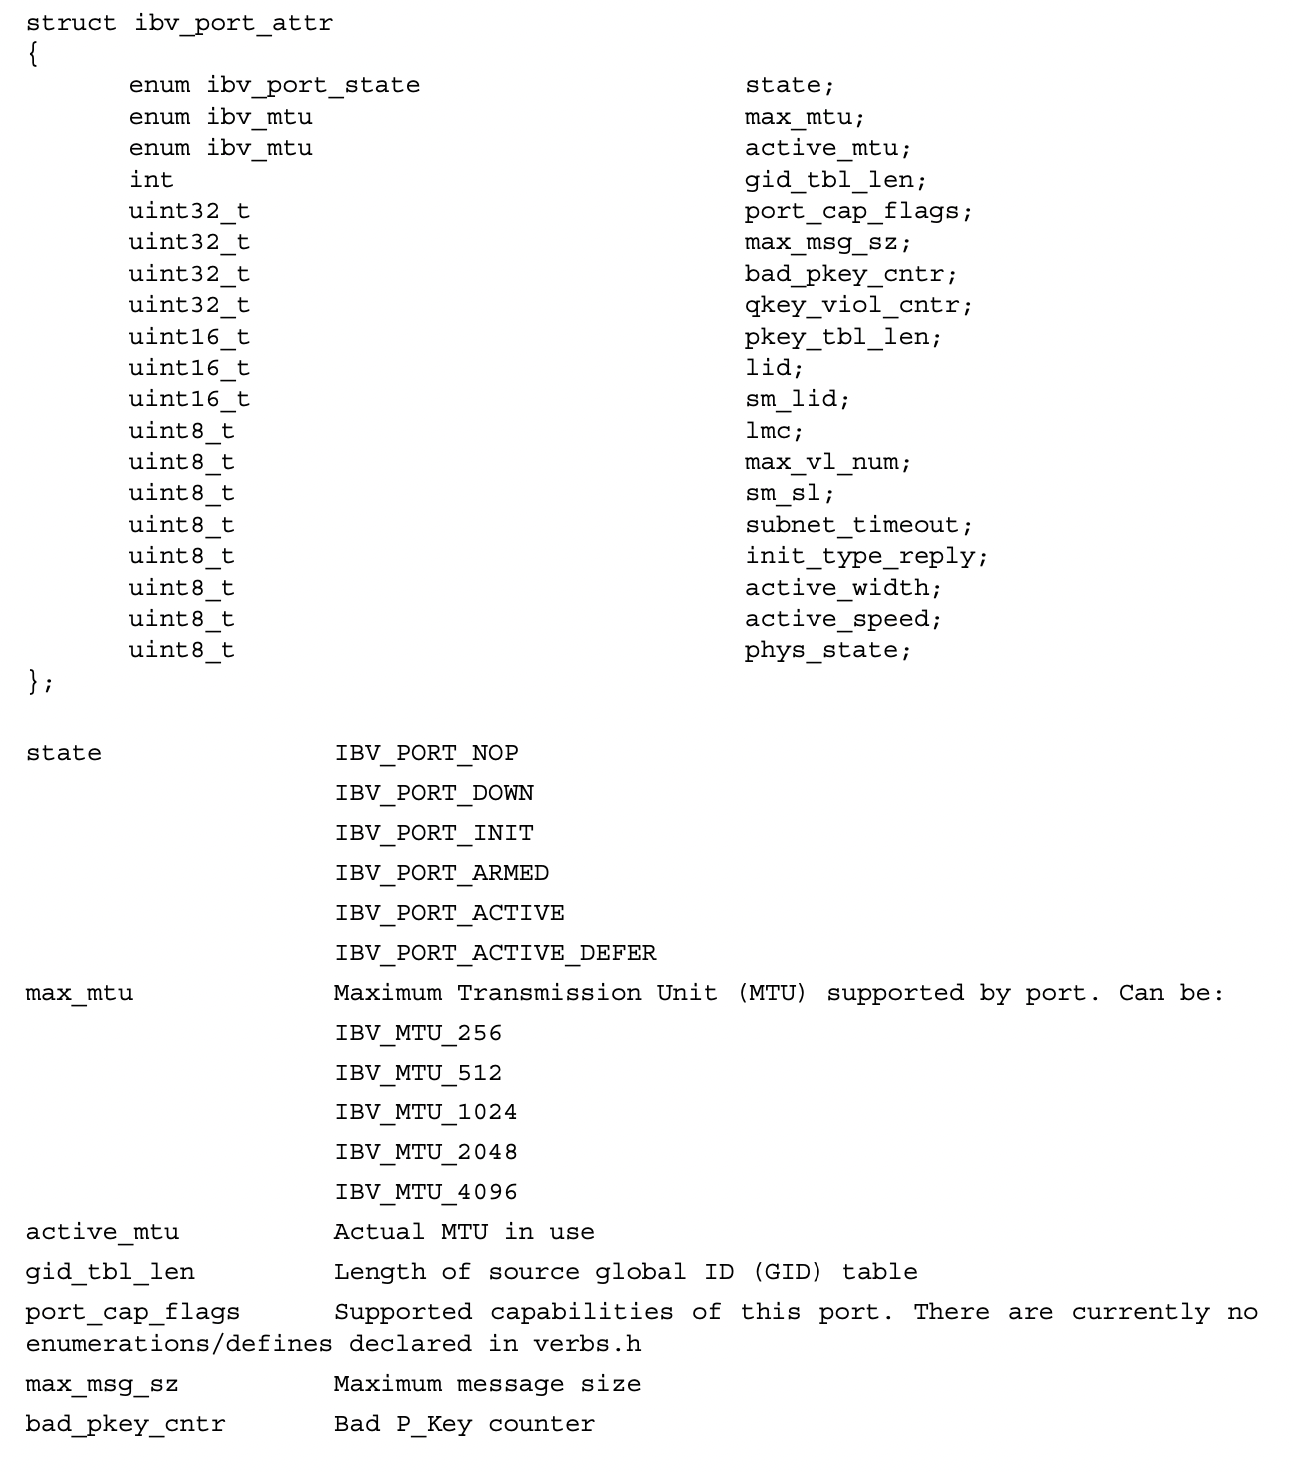 struct ibv_port_attr
{
enum ibv_port_state state;
enum ibv_mtu max_mtu;
enum ibv_mtu active_mtu;
int gid_tbl_len;
uint32_t port_cap_flags;
uint32_t max_msg_sz;
uint32_t bad_pkey_cntr;
uint32_t qkey_viol_cntr;
uint16_t pkey_tbl_len;
uint16_t lid;
uint16_t sm_lid;
uint8_t lmc;
uint8_t max_vl_num;
uint8_t sm_sl;
uint8_t subnet_timeout;
uint8_t init_type_reply;
uint8_t active_width;
uint8_t active_speed;
uint8_t phys_state;
};
state IBV_PORT_NOP
IBV_PORT_DOWN
IBV_PORT_INIT
IBV_PORT_ARMED
IBV_PORT_ACTIVE
IBV_PORT_ACTIVE_DEFER
max_mtu Maximum Transmission Unit (MTU) supported by port. Can be:
IBV_MTU_256
IBV_MTU_512
IBV_MTU_1024
IBV_MTU_2048
IBV_MTU_4096
active_mtu Actual MTU in use
gid_tbl_len Length of source global ID (GID) table
port_cap_flags Supported capabilities of this port. There are currently no
enumerations/defines declared in verbs.h
max_msg_sz Maximum message size
bad_pkey_cntr Bad P_Key counter